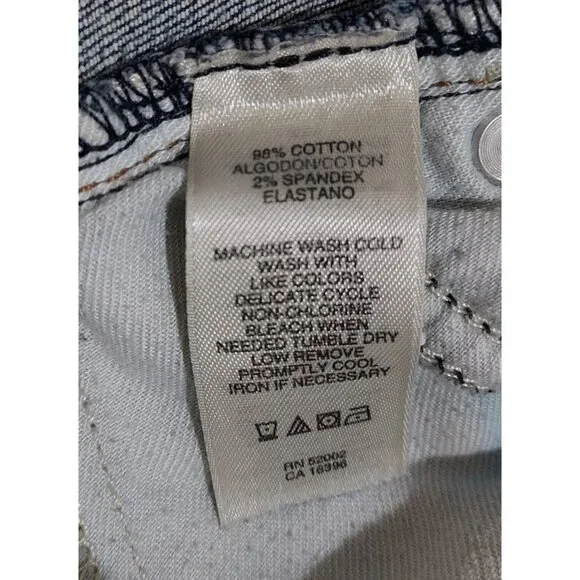 98% COTTON
ALGODON/COTON
2% SPANDEX
ELASTANO
MACHINE WASH COLD
WASH WITH
LIKE COLORS
DELICATE CYCLE
NON-CHLORINE
BLEACH WHEN
NEEDED TUMBLE DRY
LOW REMOVE
PROMPTLY COOL
IRON IF NECESSARY
RN 52002
CA 16396